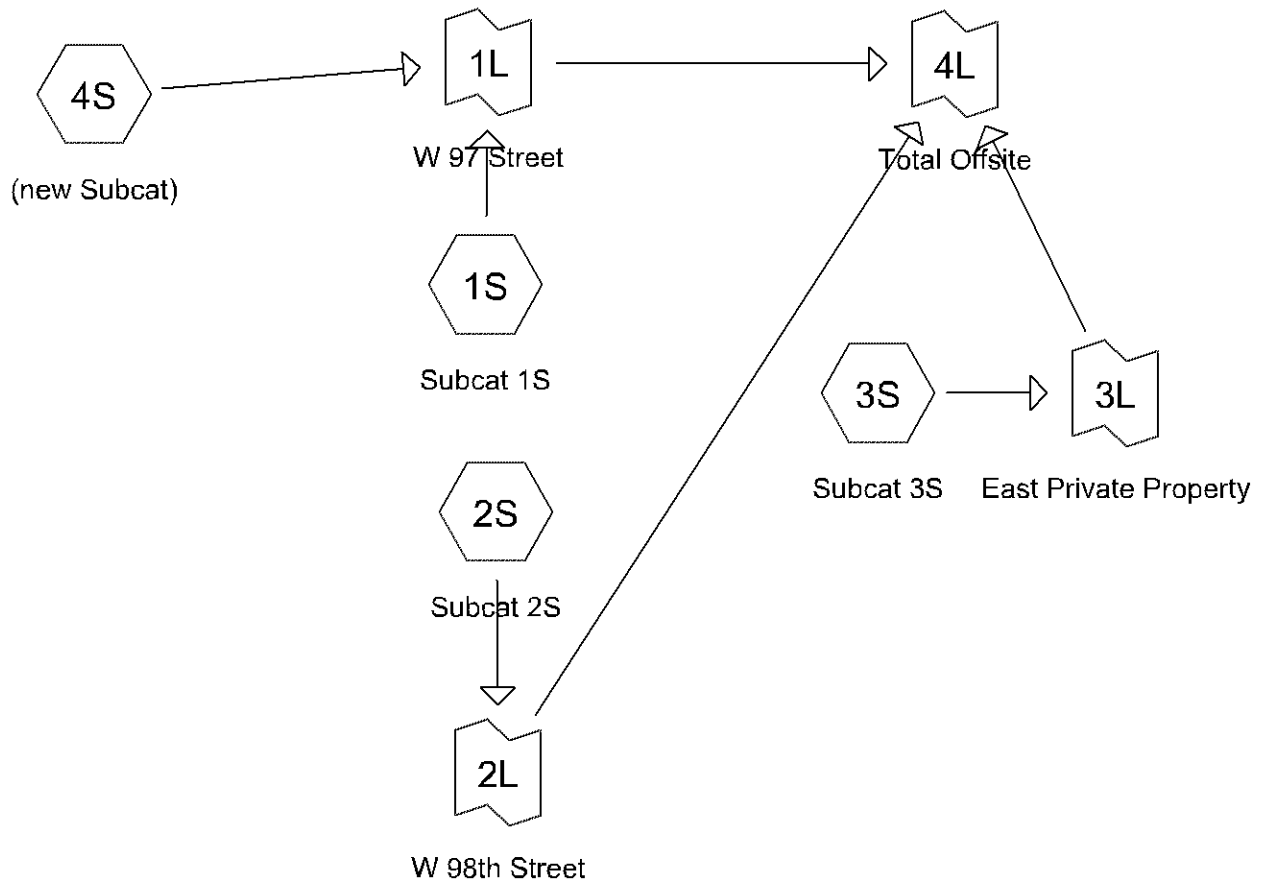 4S
(new Subcat)
1L
W 97 Street
4L
Total Offsite
1S
Subcat 1S
3S
Subcat 3S
3L
East Private Property
2S
Subcat 2S
2L
W 98th Street